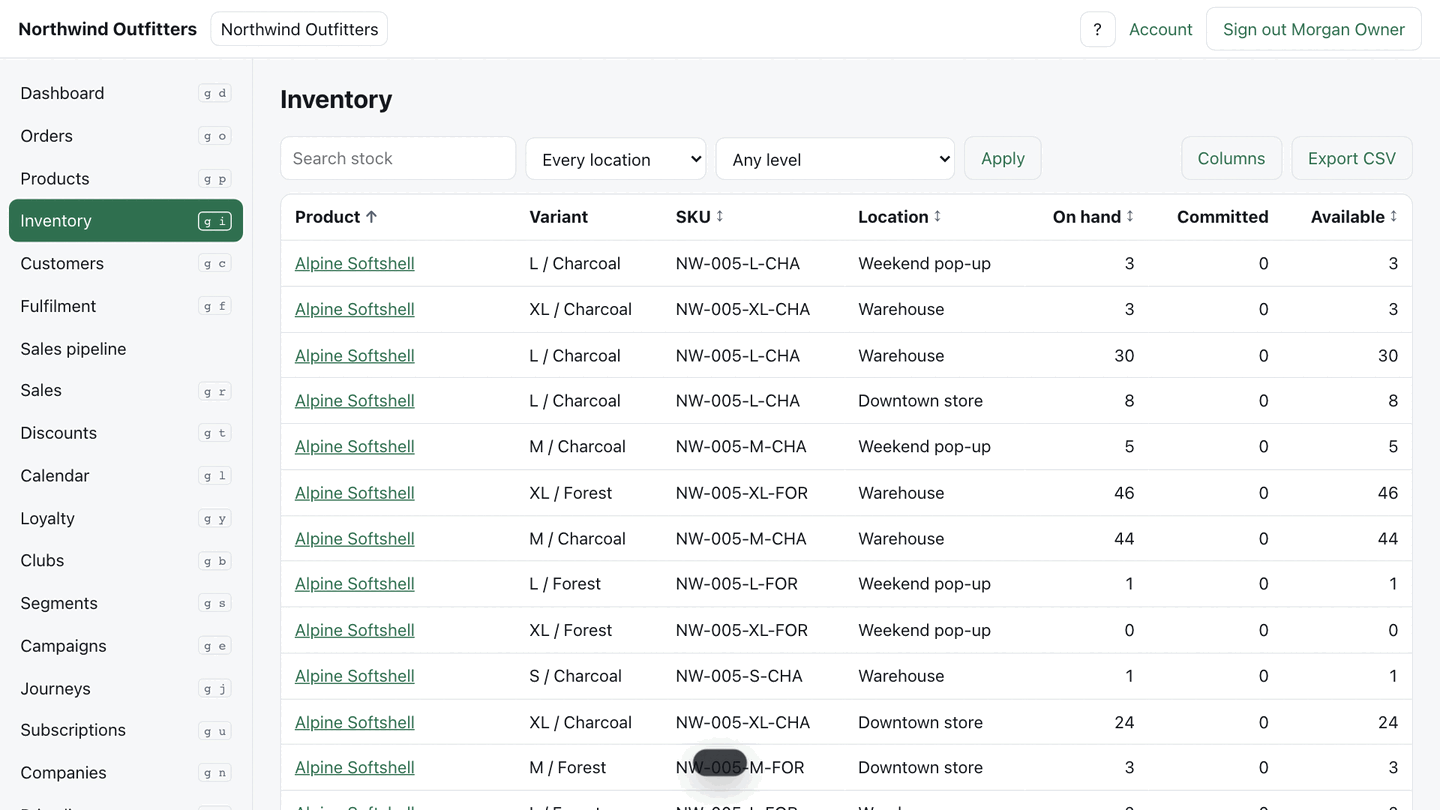 Northwind Outfitters Northwind Outfitters ? Account Sign out Morgan Owner
Dashboard g d
Orders g o
Products g p
Inventory g i
Customers g c
Fulfilment g f
Sales pipeline
Sales g r
Discounts g t
Calendar g l
Loyalty g y
Clubs g b
Segments g s
Campaigns g e
Journeys g j
Subscriptions g u
Companies g n
Inventory
Search stock Every location Any level Apply Columns Export CSV
Product ↑ Variant SKU ↕ Location ↕ On hand ↕ Committed Available ↕
Alpine Softshell L / Charcoal NW-005-L-CHA Weekend pop-up 3 0 3
Alpine Softshell XL / Charcoal NW-005-XL-CHA Warehouse 3 0 3
Alpine Softshell L / Charcoal NW-005-L-CHA Warehouse 30 0 30
Alpine Softshell L / Charcoal NW-005-L-CHA Downtown store 8 0 8
Alpine Softshell M / Charcoal NW-005-M-CHA Weekend pop-up 5 0 5
Alpine Softshell XL / Forest NW-005-XL-FOR Warehouse 46 0 46
Alpine Softshell M / Charcoal NW-005-M-CHA Warehouse 44 0 44
Alpine Softshell L / Forest NW-005-L-FOR Weekend pop-up 1 0 1
Alpine Softshell XL / Forest NW-005-XL-FOR Weekend pop-up 0 0 0
Alpine Softshell S / Charcoal NW-005-S-CHA Warehouse 1 0 1
Alpine Softshell XL / Charcoal NW-005-XL-CHA Downtown store 24 0 24
Alpine Softshell M / Forest NW-005-M-FOR Downtown store 3 0 3